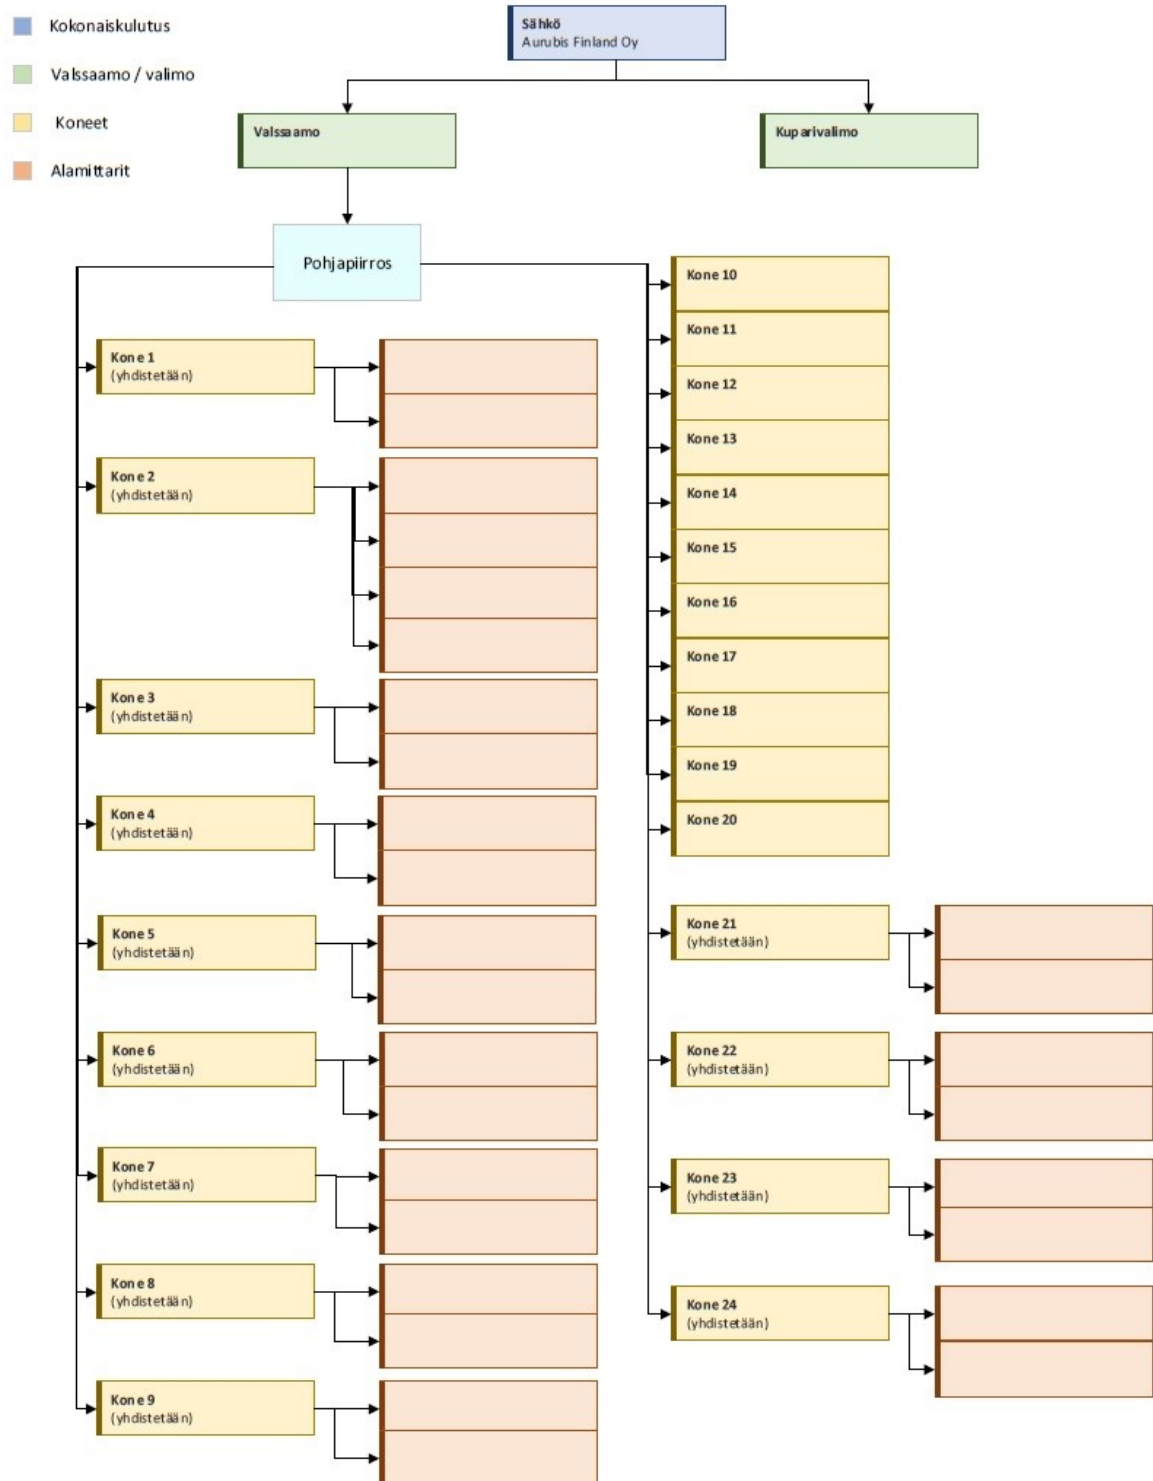 Kokonaiskulutus
Valssaamo / valimo
Koneet
Alamittarit
Sähkö
Aurubis Finland Oy
Valssaamo
Kuparivalimo
Pohjapiirros
Kone 1
(yhdistetään)
Kone 2
(yhdistetään)
Kone 3
(yhdistetään)
Kone 4
(yhdistetään)
Kone 5
(yhdistetään)
Kone 6
(yhdistetään)
Kone 7
(yhdistetään)
Kone 8
(yhdistetään)
Kone 9
(yhdistetään)
Kone 10
Kone 11
Kone 12
Kone 13
Kone 14
Kone 15
Kone 16
Kone 17
Kone 18
Kone 19
Kone 20
Kone 21
(yhdistetään)
Kone 22
(yhdistetään)
Kone 23
(yhdistetään)
Kone 24
(yhdistetään)